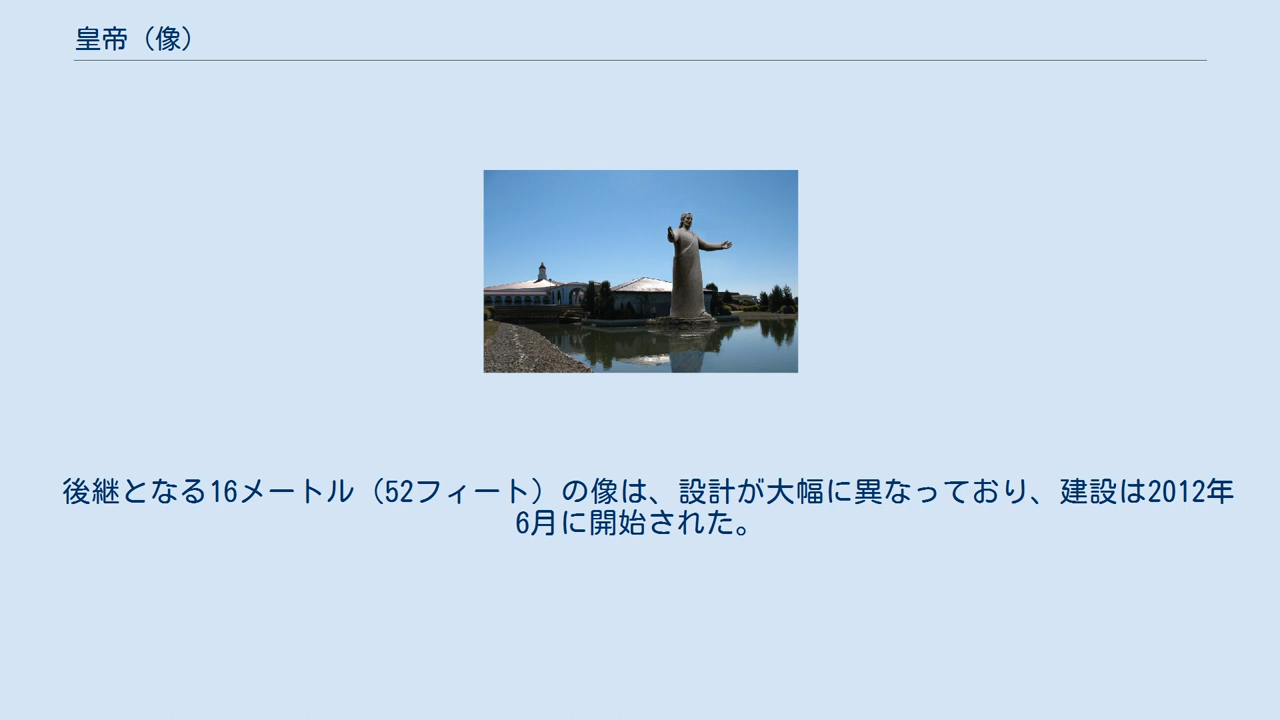 皇帝（像）
後継となる16メートル（52フィート）の像は、設計が大幅に異なっており、建設は2012年
6月に開始された。